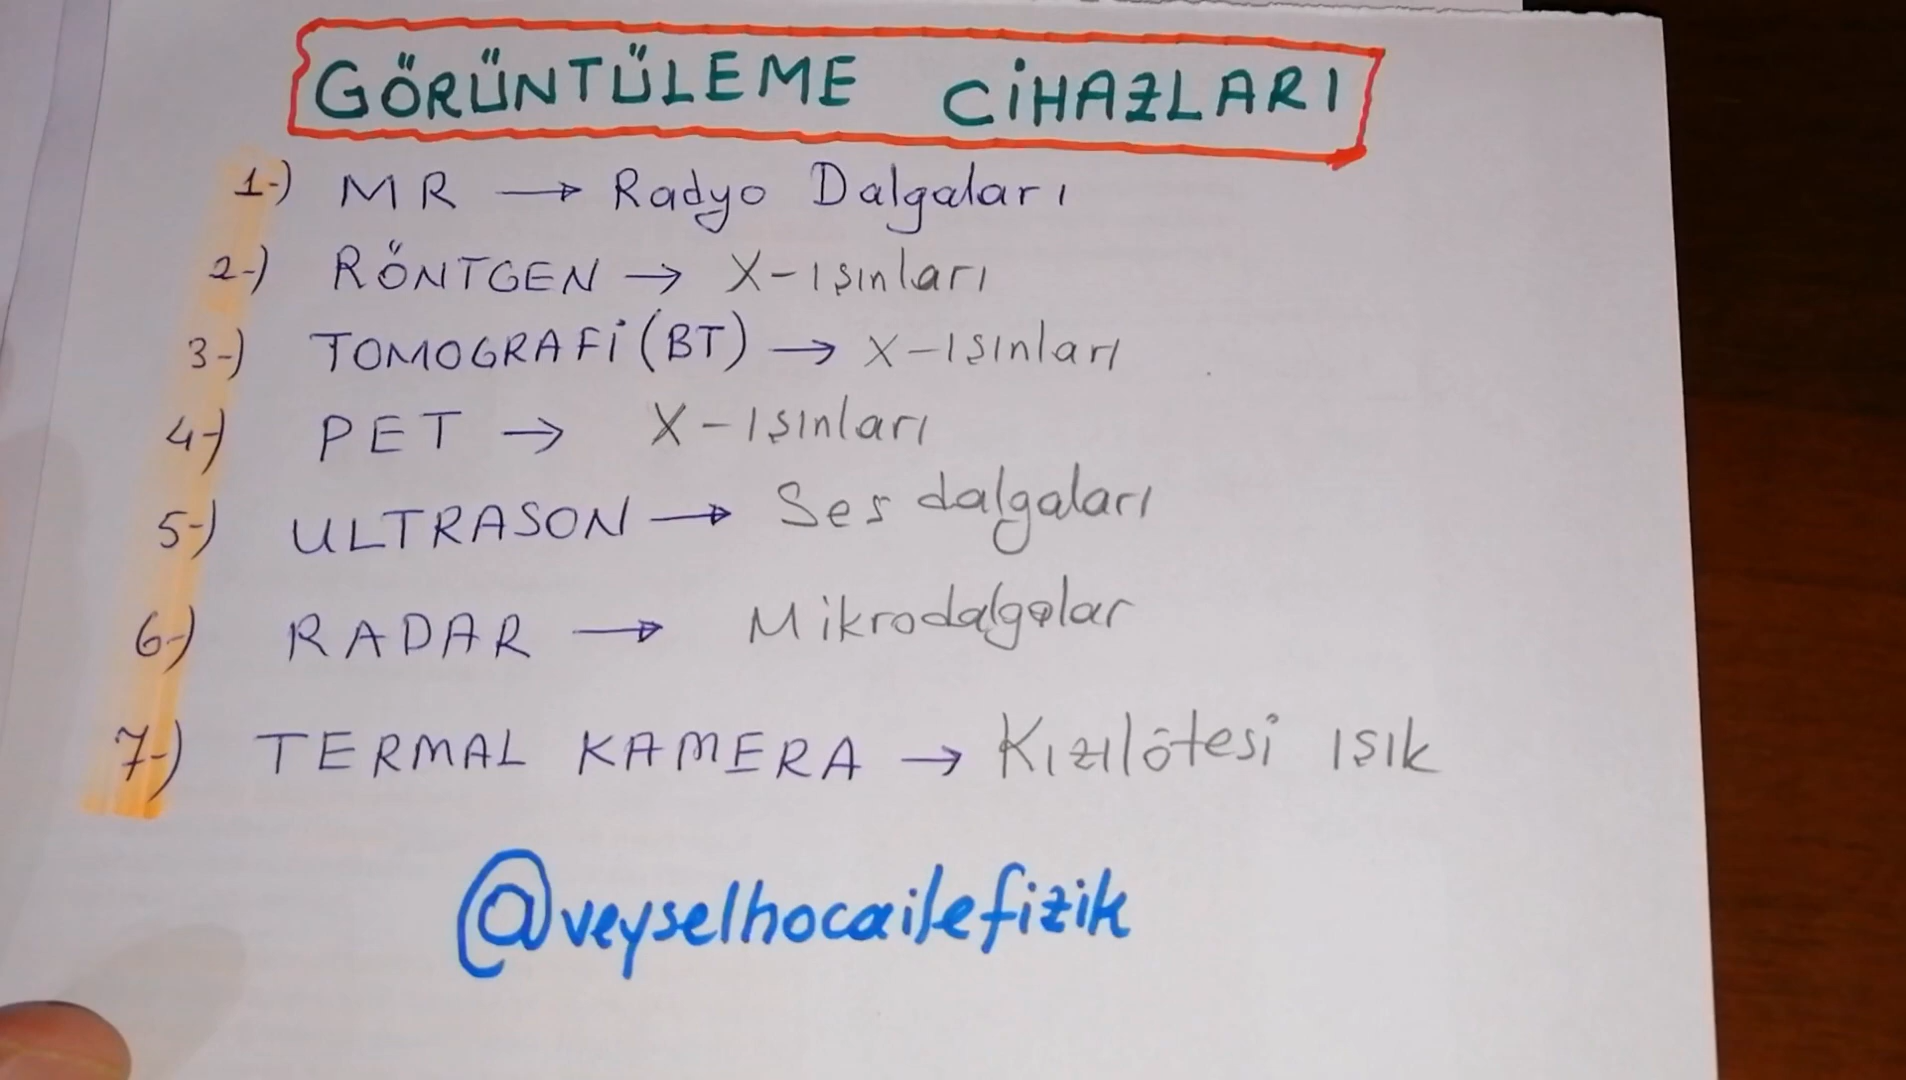 GÖRÜNTÜLEME CİHAZLARI
1-) MR → Radyo Dalgaları
2-) RÖNTGEN → X-ışınları
3-) TOMOGRAFİ (BT) → X-ışınları
4-) PET → X-ışınları
5-) ULTRASON → Ses dalgaları
6-) RADAR → Mikrodalgalar
7-) TERMAL KAMERA → Kızılötesi ışık
@veyselhocailefizik